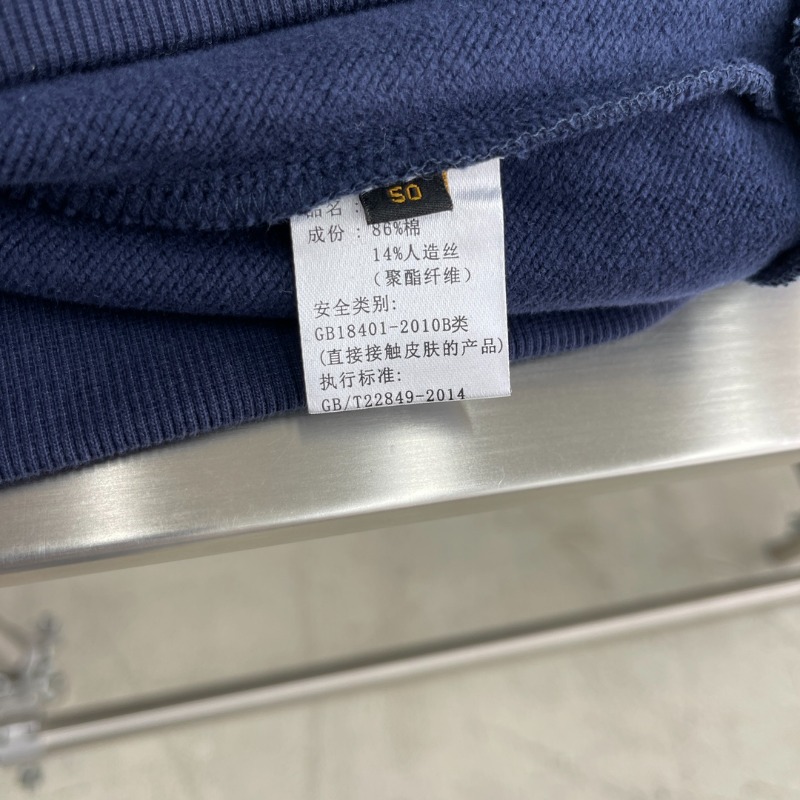 50
品名：
成份：86%棉
14%人造丝
（聚酯纤维）
安全类别:
GB18401-2010B类
(直接接触皮肤的产品)
执行标准:
GB/T22849-2014